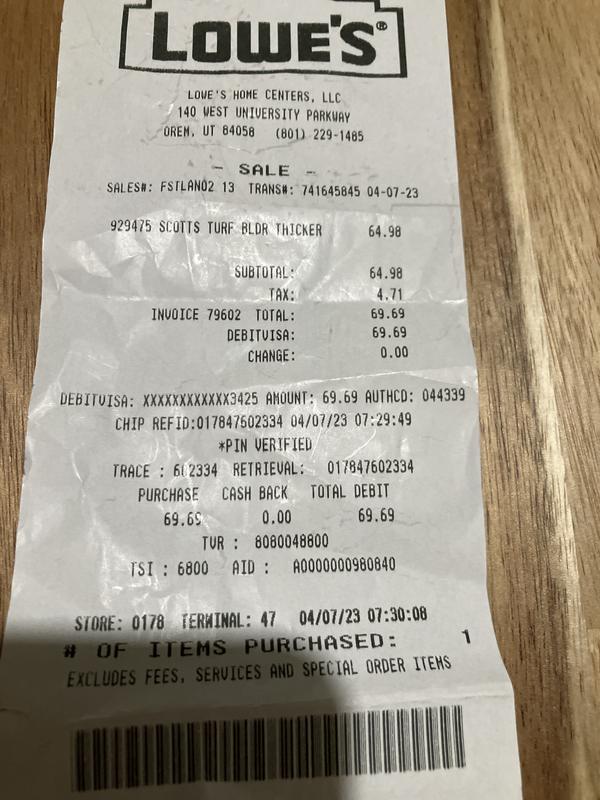 LOWE'S®
LOWE'S HOME CENTERS, LLC
140 WEST UNIVERSITY PARKWAY
OREM, UT 84058 (801) 229-1485
- SALE -
SALES#: FSTLAN02 13 TRANS#: 741645845 04-07-23
929475 SCOTTS TURF BLDR THICKER 64.98
SUBTOTAL: 64.98
TAX: 4.71
INVOICE 79602 TOTAL: 69.69
DEBITVISA: 69.69
CHANGE: 0.00
DEBITVISA: XXXXXXXXXXXX3425 AMOUNT: 69.69 AUTHCD: 044339
CHIP REFID:017847602334 04/07/23 07:29:49
*PIN VERIFIED
TRACE : 602334 RETRIEVAL: 017847602334
PURCHASE CASH BACK TOTAL DEBIT
69.69 0.00 69.69
TVR : 8080048800
TSI : 6800 AID : A0000000980840
STORE: 0178 TERMINAL: 47 04/07/23 07:30:08
# OF ITEMS PURCHASED: 1
EXCLUDES FEES, SERVICES AND SPECIAL ORDER ITEMS